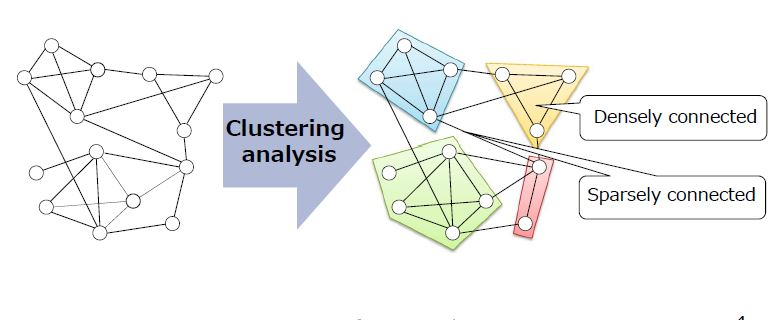 Clustering
analysis
Densely connected
Sparsely connected